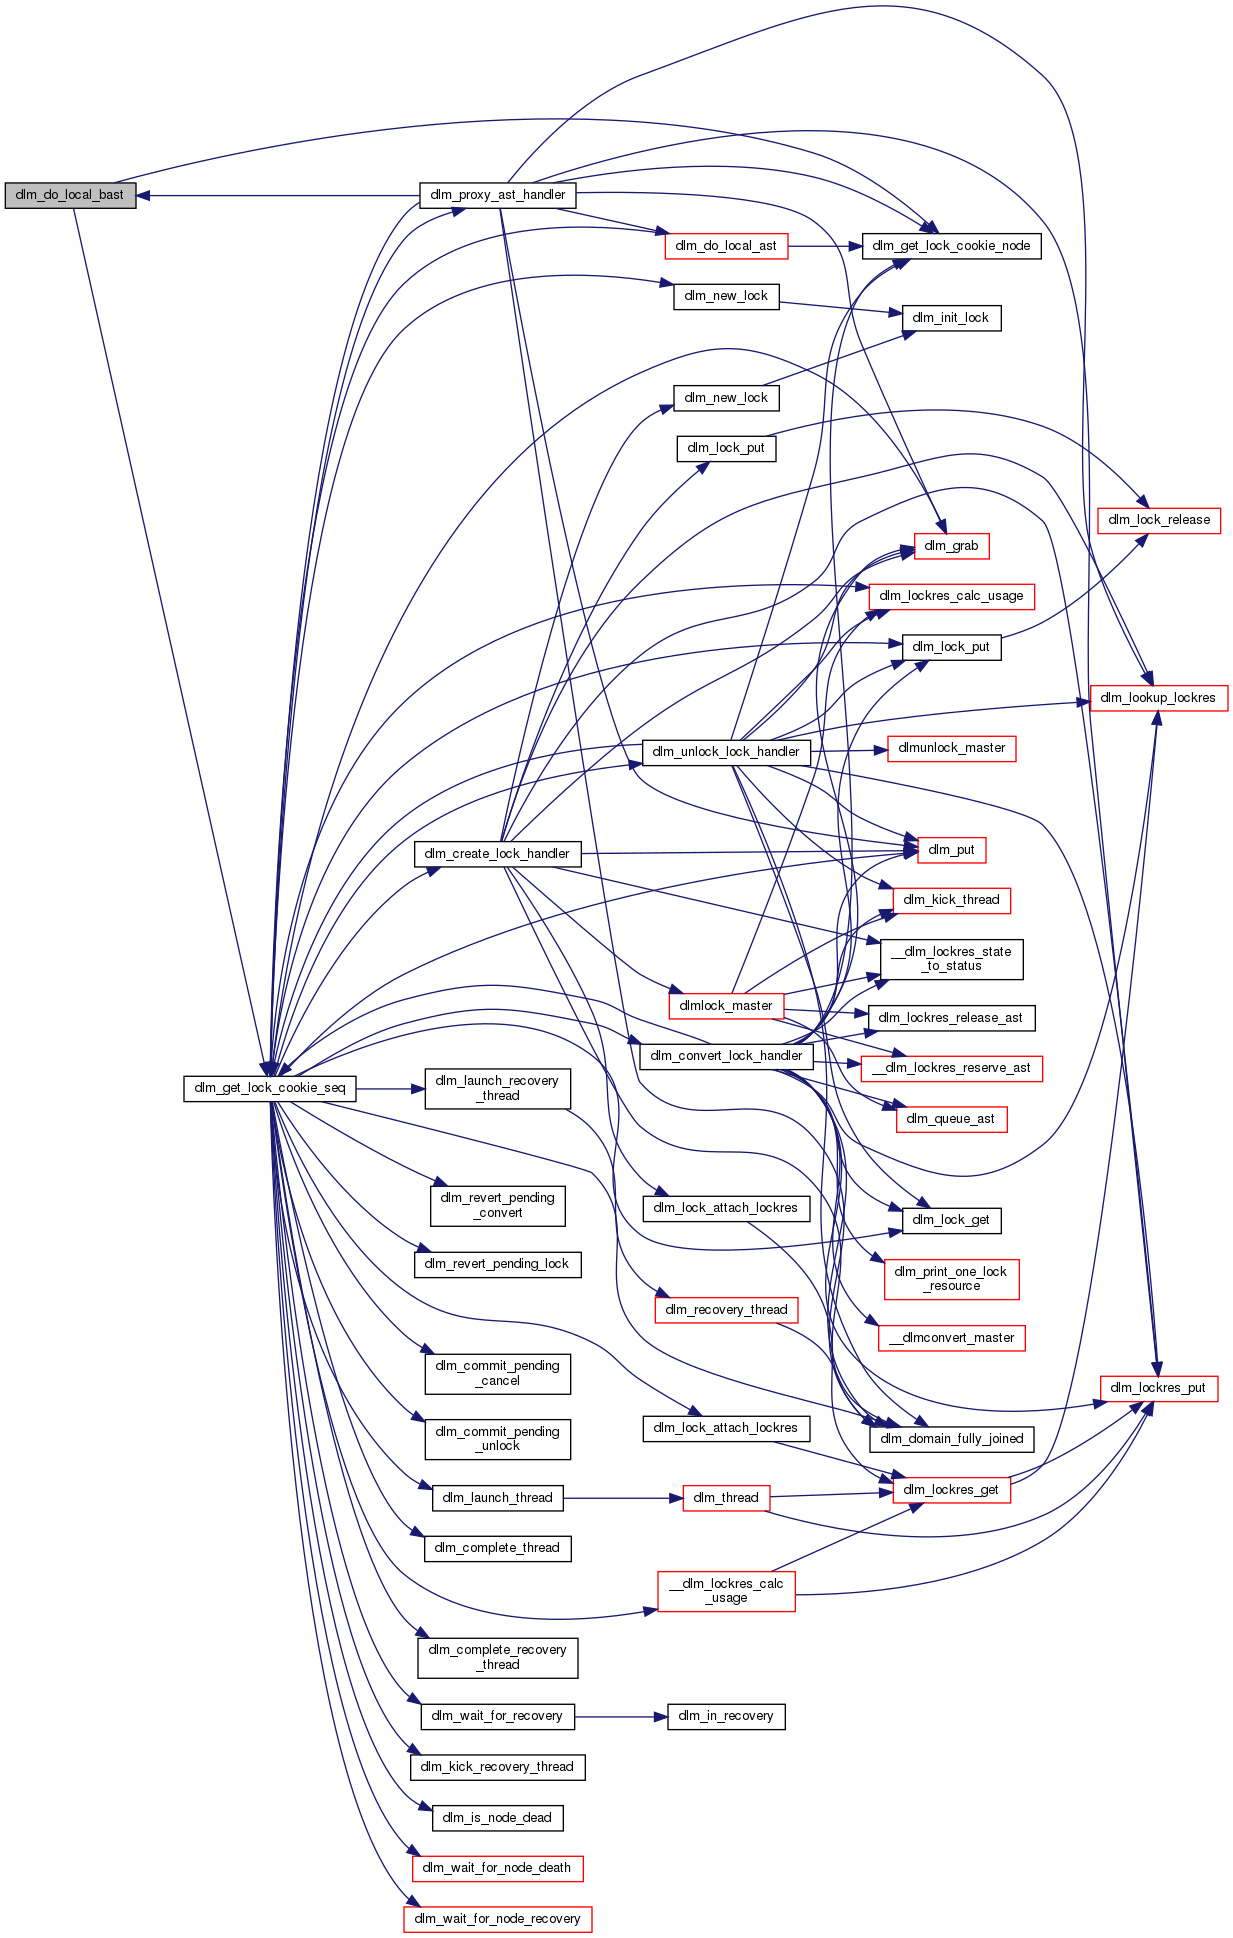 dlm_do_local_bast
dlm_proxy_ast_handler
dlm_do_local_ast
dlm_get_lock_cookie_node
dlm_new_lock
dlm_init_lock
dlm_new_lock
dlm_lock_put
dlm_lock_release
dlm_grab
dlm_lockres_calc_usage
dlm_lock_put
dlm_lookup_lockres
dlm_unlock_lock_handler
dlmunlock_master
dlm_create_lock_handler
dlm_put
dlm_kick_thread
__dlm_lockres_state
_to_status
dlmlock_master
dlm_lockres_release_ast
dlm_convert_lock_handler
__dlm_lockres_reserve_ast
dlm_get_lock_cookie_seq
dlm_launch_recovery
_thread
dlm_queue_ast
dlm_revert_pending
_convert
dlm_lock_attach_lockres
dlm_lock_get
dlm_revert_pending_lock
dlm_print_one_lock
_resource
dlm_recovery_thread
__dlmconvert_master
dlm_commit_pending
_cancel
dlm_lockres_put
dlm_commit_pending
_unlock
dlm_lock_attach_lockres
dlm_domain_fully_joined
dlm_launch_thread
dlm_thread
dlm_lockres_get
dlm_complete_thread
__dlm_lockres_calc
_usage
dlm_complete_recovery
_thread
dlm_wait_for_recovery
dlm_in_recovery
dlm_kick_recovery_thread
dlm_is_node_dead
dlm_wait_for_node_death
dlm_wait_for_node_recovery